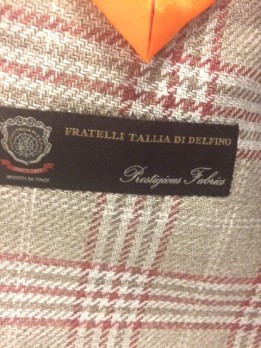 FRATELLI TALLIA DI DELFINO
Prestigious Fabrics